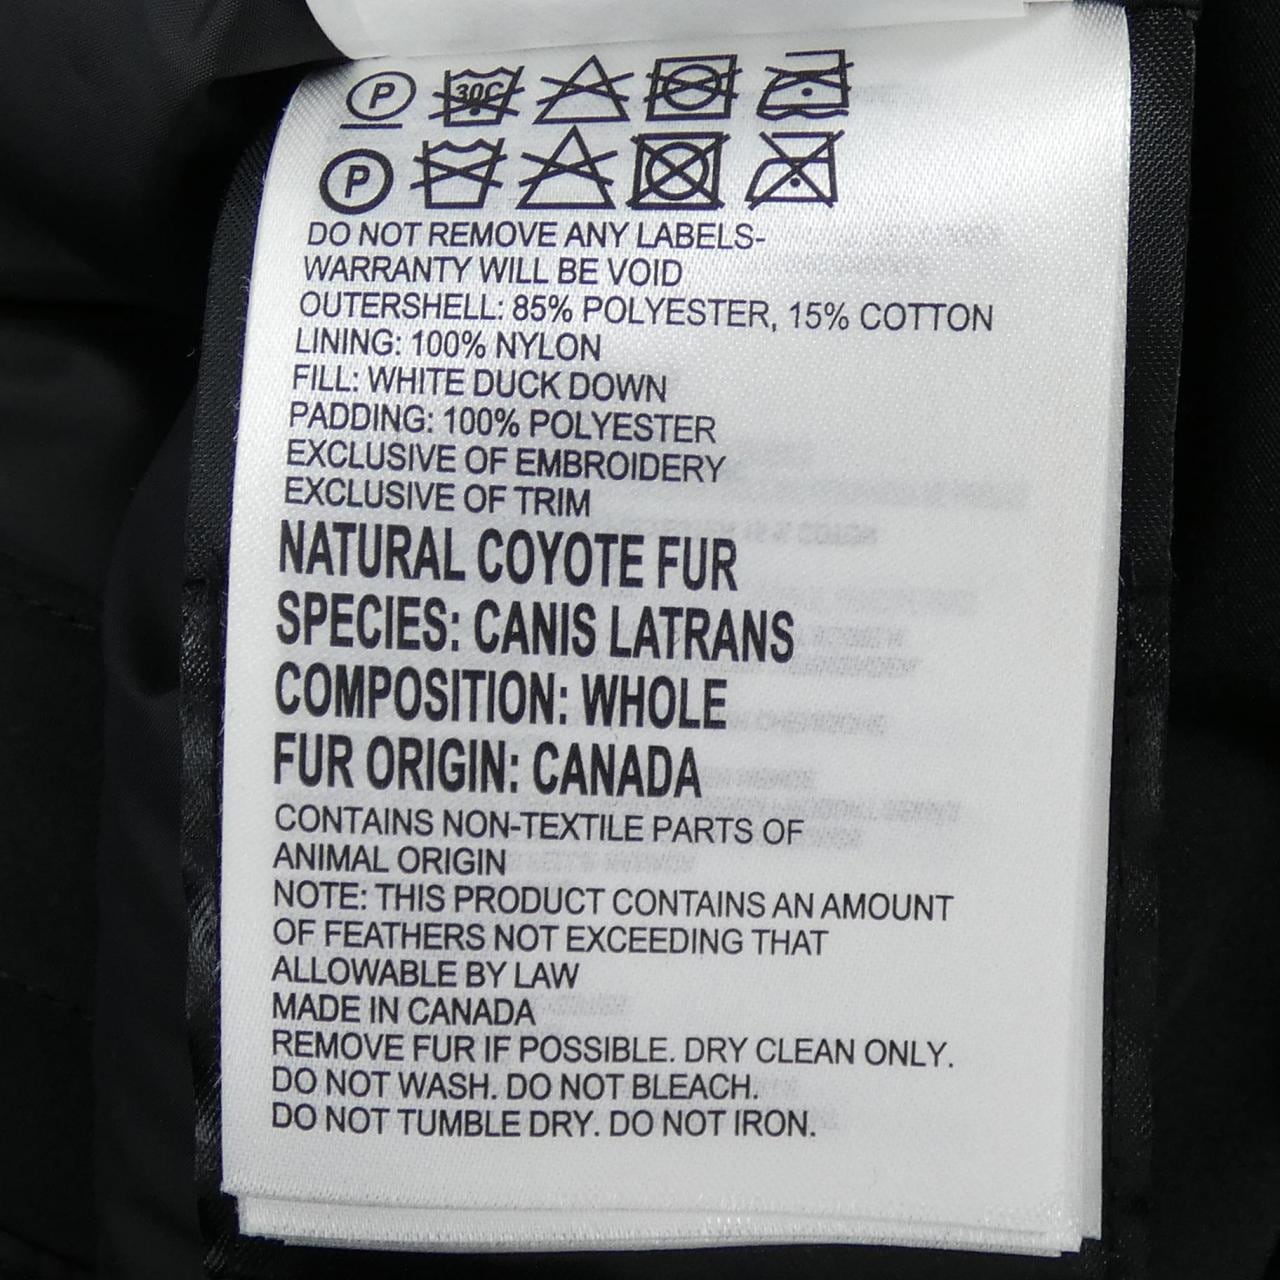 P 30C
P
DO NOT REMOVE ANY LABELS-
WARRANTY WILL BE VOID
OUTERSHELL: 85% POLYESTER, 15% COTTON
LINING: 100% NYLON
FILL: WHITE DUCK DOWN
PADDING: 100% POLYESTER
EXCLUSIVE OF EMBROIDERY
EXCLUSIVE OF TRIM
NATURAL COYOTE FUR
SPECIES: CANIS LATRANS
COMPOSITION: WHOLE
FUR ORIGIN: CANADA
CONTAINS NON-TEXTILE PARTS OF
ANIMAL ORIGIN
NOTE: THIS PRODUCT CONTAINS AN AMOUNT
OF FEATHERS NOT EXCEEDING THAT
ALLOWABLE BY LAW
MADE IN CANADA
REMOVE FUR IF POSSIBLE. DRY CLEAN ONLY.
DO NOT WASH. DO NOT BLEACH.
DO NOT TUMBLE DRY. DO NOT IRON.